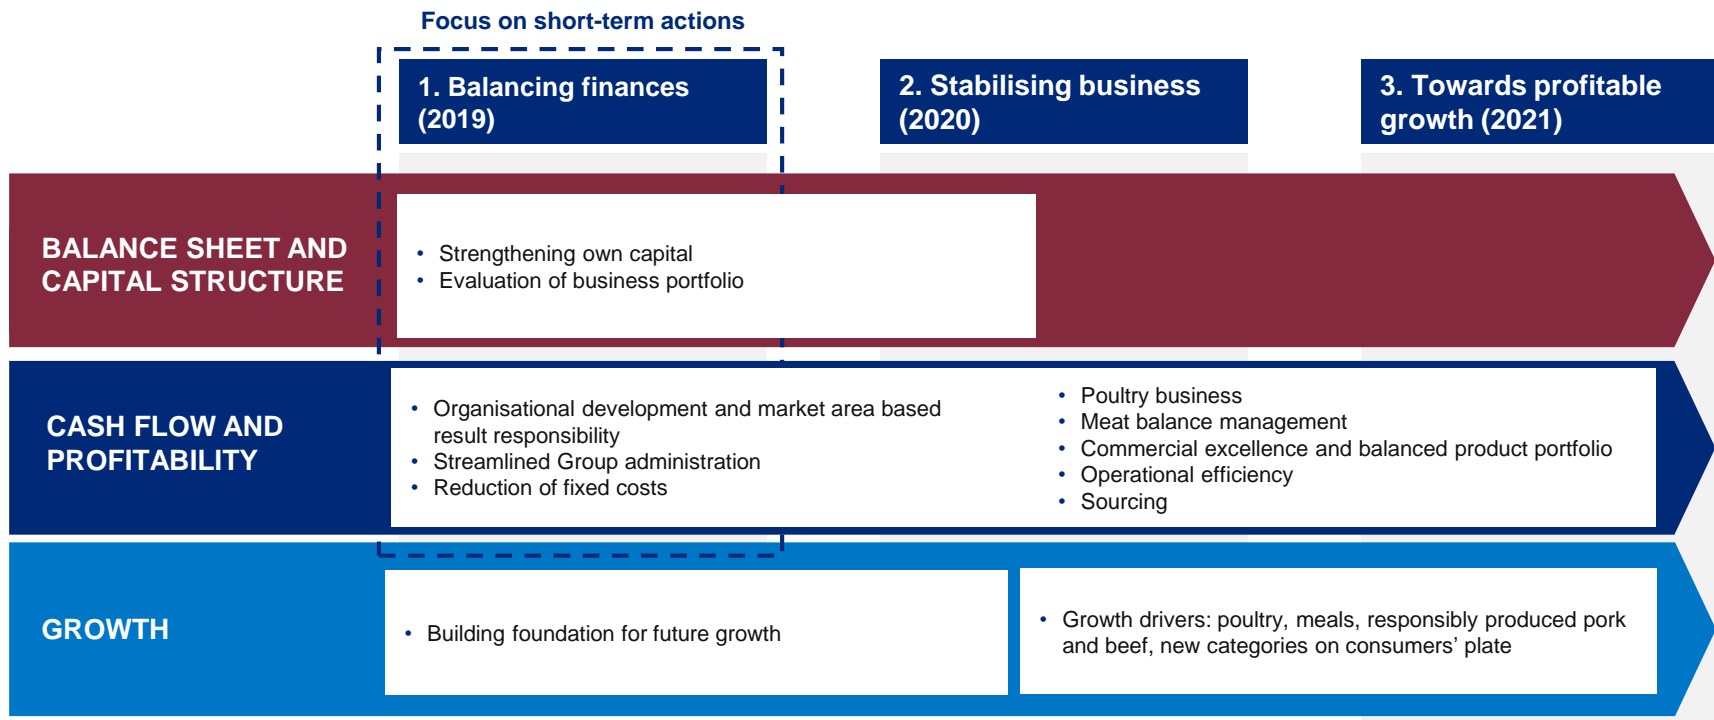 Focus on short-term actions
1. Balancing finances
(2019)
2. Stabilising business
(2020)
3. Towards profitable
growth (2021)
BALANCE SHEET AND
CAPITAL STRUCTURE
• Strengthening own capital
• Evaluation of business portfolio
CASH FLOW AND
PROFITABILITY
• Organisational development and market area based
result responsibility
• Streamlined Group administration
• Reduction of fixed costs
• Poultry business
• Meat balance management
• Commercial excellence and balanced product portfolio
• Operational efficiency
• Sourcing
GROWTH
• Building foundation for future growth
• Growth drivers: poultry, meals, responsibly produced pork
and beef, new categories on consumers’ plate